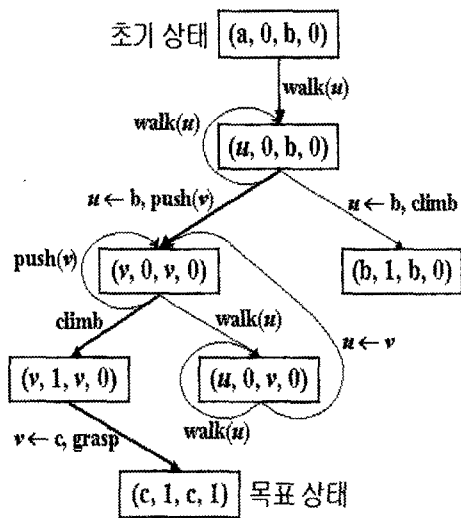 초기 상태 (a, 0, b, 0)
walk(u)
walk(u)
(u, 0, b, 0)
u ← b, push(v)
u ← b, climb
push(v)
(v, 0, v, 0)
(b, 1, b, 0)
climb
walk(u)
u ← v
(v, 1, v, 0)
(u, 0, v, 0)
v ← c, grasp
walk(u)
(c, 1, c, 1) 목표 상태